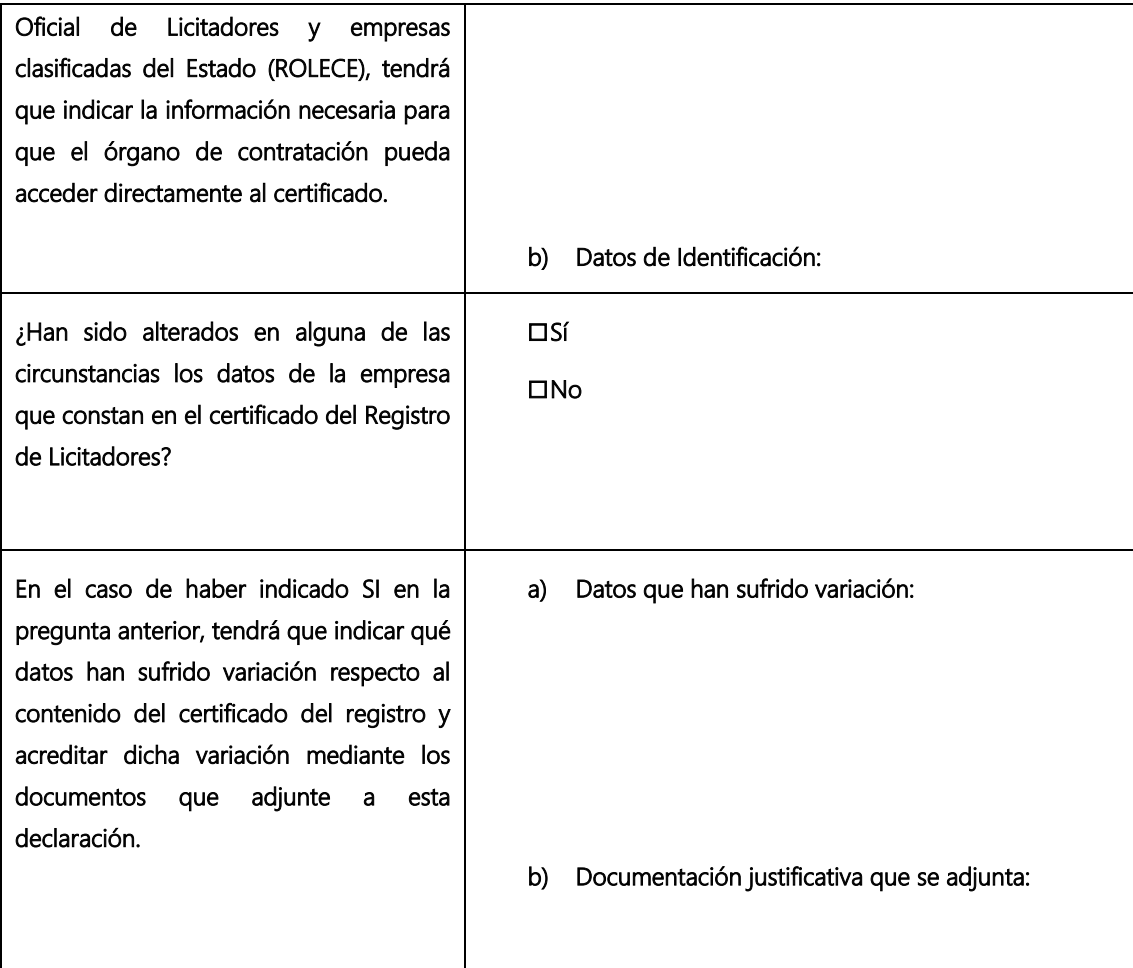 Oficial de Licitadores y empresas
clasificadas del Estado (ROLECE), tendrá
que indicar la información necesaria para
que el órgano de contratación pueda
acceder directamente al certificado.
b) Datos de Identificación:
¿Han sido alterados en alguna de las
circunstancias los datos de la empresa
que constan en el certificado del Registro
de Licitadores?
☐Sí
☐No
En el caso de haber indicado SI en la
pregunta anterior, tendrá que indicar qué
datos han sufrido variación respecto al
contenido del certificado del registro y
acreditar dicha variación mediante los
documentos que adjunte a esta
declaración.
a) Datos que han sufrido variación:
b) Documentación justificativa que se adjunta: